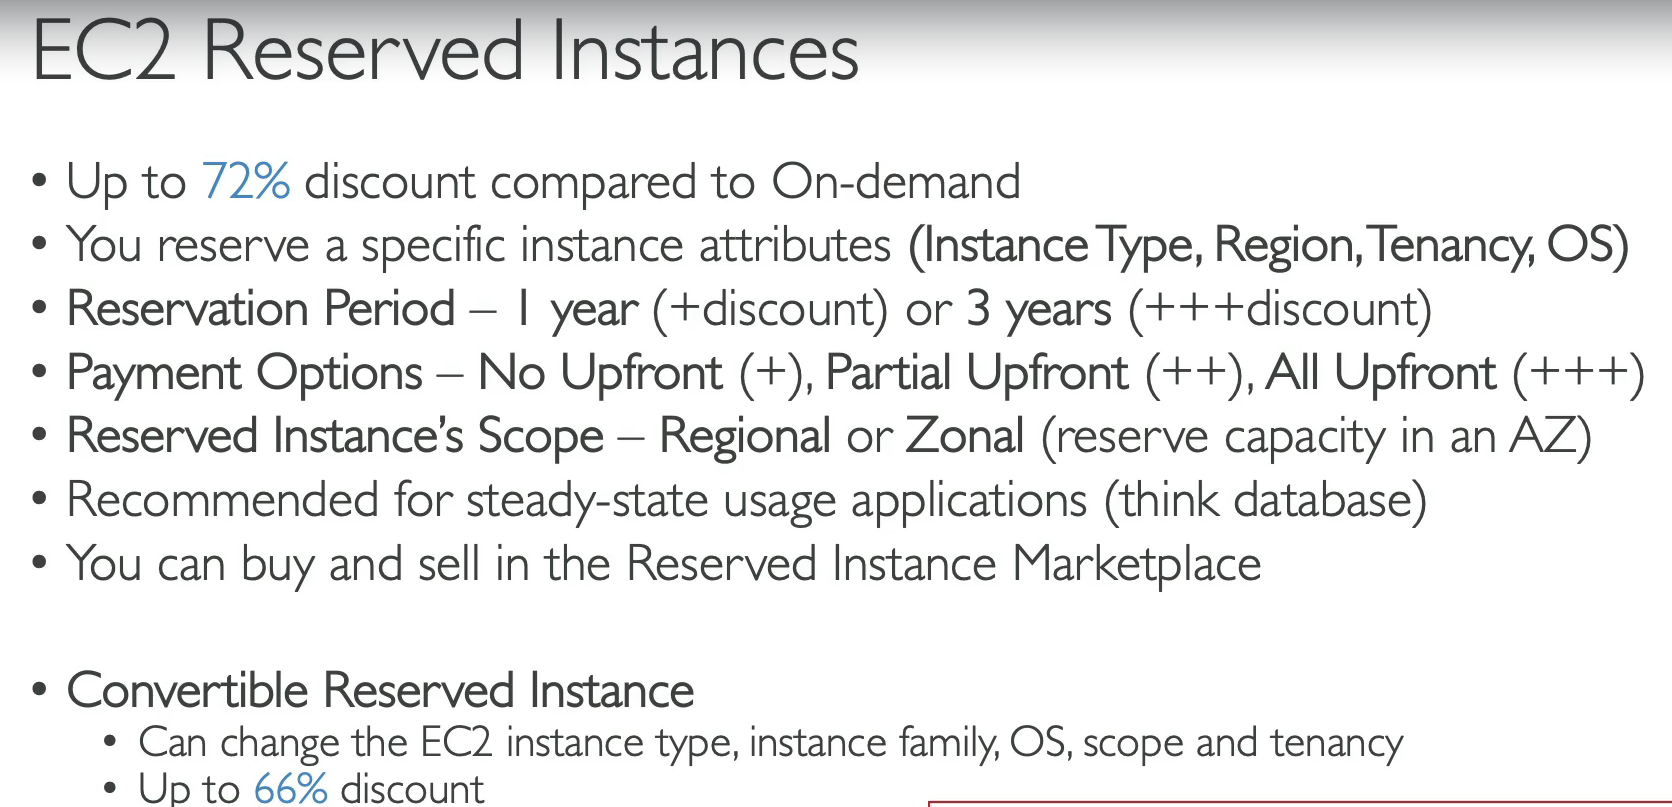 EC2 Reserved Instances
• Up to 72% discount compared to On-demand
• You reserve a specific instance attributes (Instance Type, Region, Tenancy, OS)
• Reservation Period – 1 year (+discount) or 3 years (+++discount)
• Payment Options – No Upfront (+), Partial Upfront (++), All Upfront (+++)
• Reserved Instance’s Scope – Regional or Zonal (reserve capacity in an AZ)
• Recommended for steady-state usage applications (think database)
• You can buy and sell in the Reserved Instance Marketplace
• Convertible Reserved Instance
• Can change the EC2 instance type, instance family, OS, scope and tenancy
• Up to 66% discount